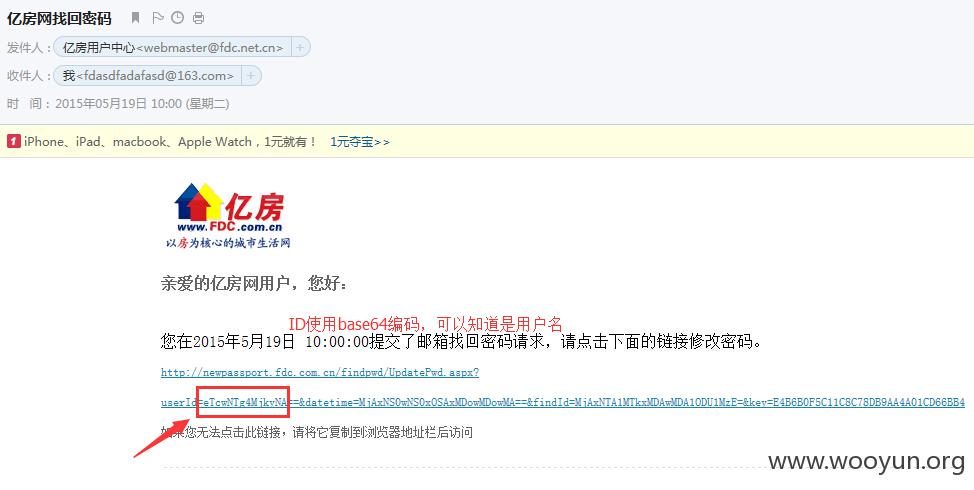 亿房网找回密码
发件人：亿房用户中心<webmaster@fdc.net.cn> +
收件人：我<fdasdfadafasd@163.com> +
时 间：2015年05月19日 10:00 (星期二)
1 iPhone、iPad、macbook、Apple Watch，1元就有！ 1元夺宝>>
亿房
www.FDC.com.cn
以房为核心的城市生活网
亲爱的亿房网用户，您好：
ID使用base64编码，可以知道是用户名
您在2015年5月19日 10:00:00提交了邮箱找回密码请求，请点击下面的链接修改密码。
http://newpassport.fdc.com.cn/findpwd/UpdatePwd.aspx?
userId=eTcwNTg4MjkyNA==&datetime=MjAxNS0wNS0xOSAxMDowMDowMA==&findId=MjAxNTA1MTkxMDAwMDA1ODU1MzE=&key=E4B6B0F5C11C8C78DB9AA4A01CD66BB4
如果您无法点击此链接，请将它复制到浏览器地址栏后访问
www.wooyun.org